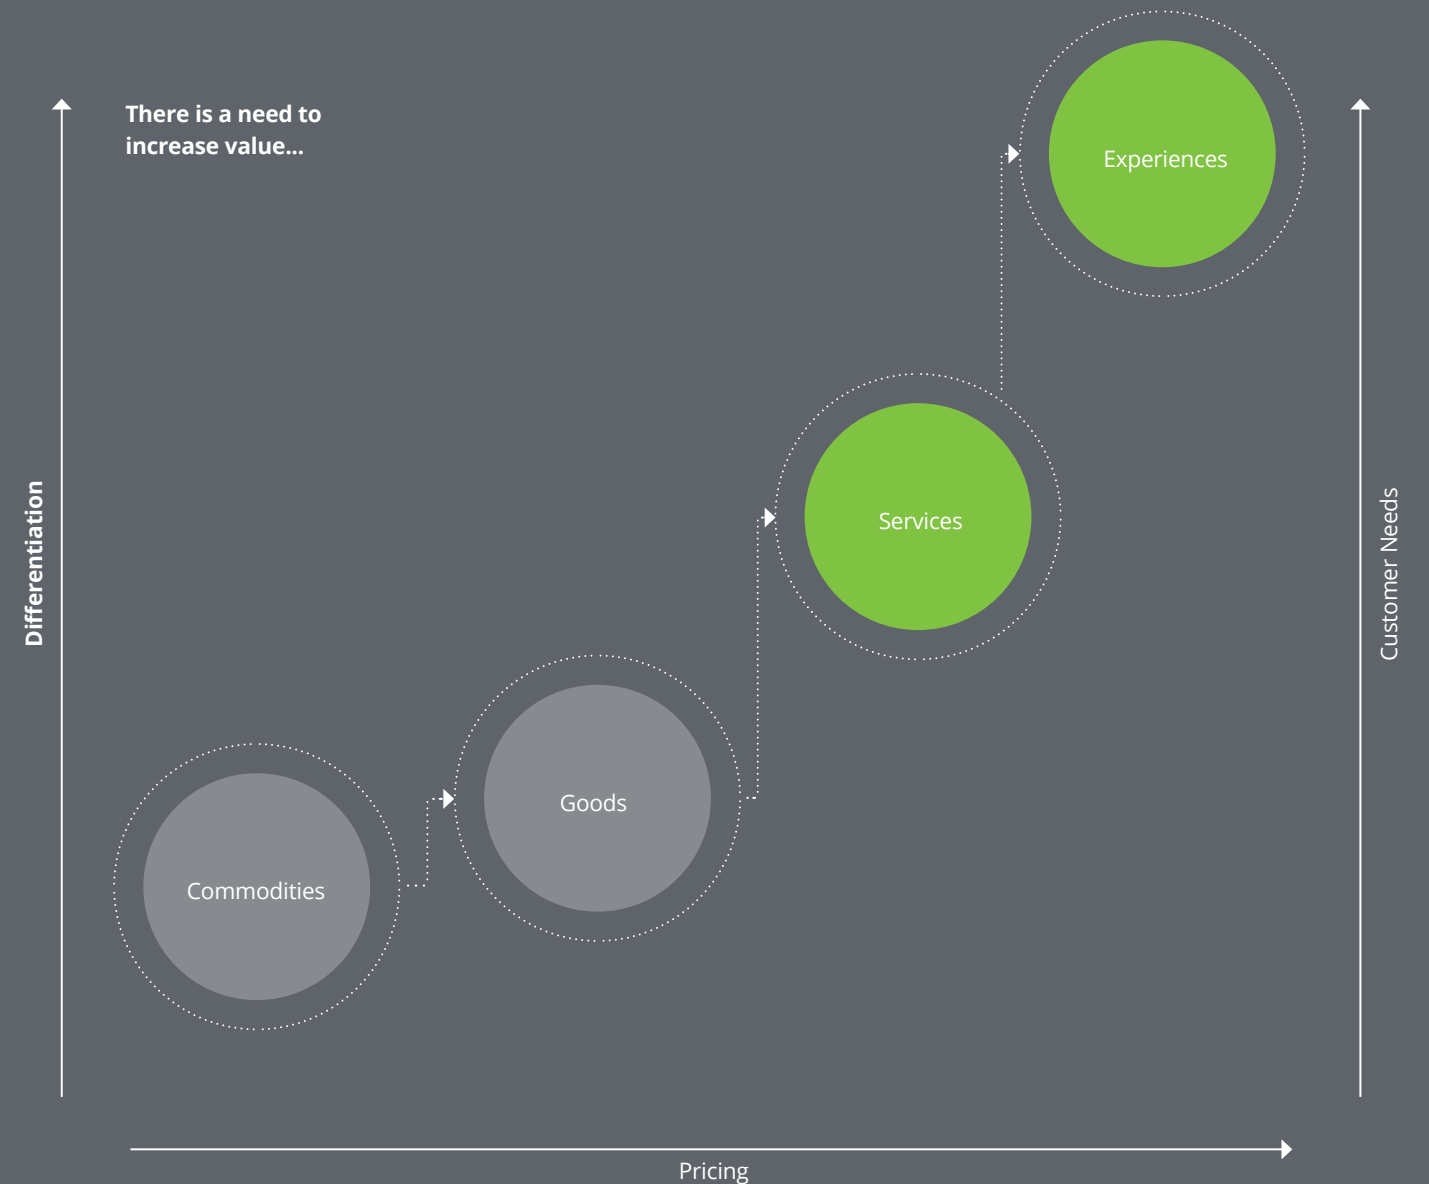 There is a need to
increase value...
Experiences
Services
Goods
Commodities
Differentiation
Customer Needs
Pricing